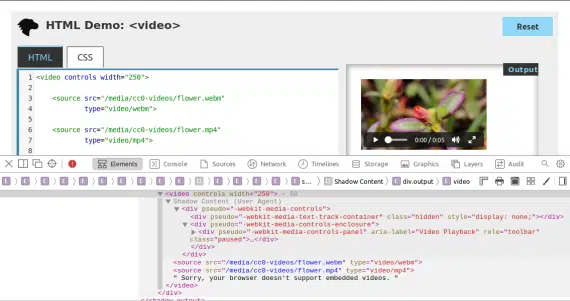 HTML Demo: <video>
Reset
HTML
CSS
Output
1 <video controls width="250">
2
3 <source src="/media/cc0-videos/flower.webm"
4 type="video/webm">
5
6 <source src="/media/cc0-videos/flower.mp4"
7 type="video/mp4">
8
0:00 / 0:05
Elements
Console
Sources
Network
Timelines
Storage
Graphics
Layers
Audit
s...
Shadow Content
div.output
video
<video controls width="250"> = $0
Shadow Content (User Agent)
<div pseudo="-webkit-media-controls">
<div pseudo="-webkit-media-text-track-container" class="hidden" style="display: none;"></div>
<div pseudo="-webkit-media-controls-enclosure">
<div pseudo="-webkit-media-controls-panel" aria-label="Video Playback" role="toolbar"
class="paused">…</div>
</div>
</div>
<source src="/media/cc0-videos/flower.webm" type="video/webm">
<source src="/media/cc0-videos/flower.mp4" type="video/mp4">
" Sorry, your browser doesn't support embedded videos. "
</video>
</div>